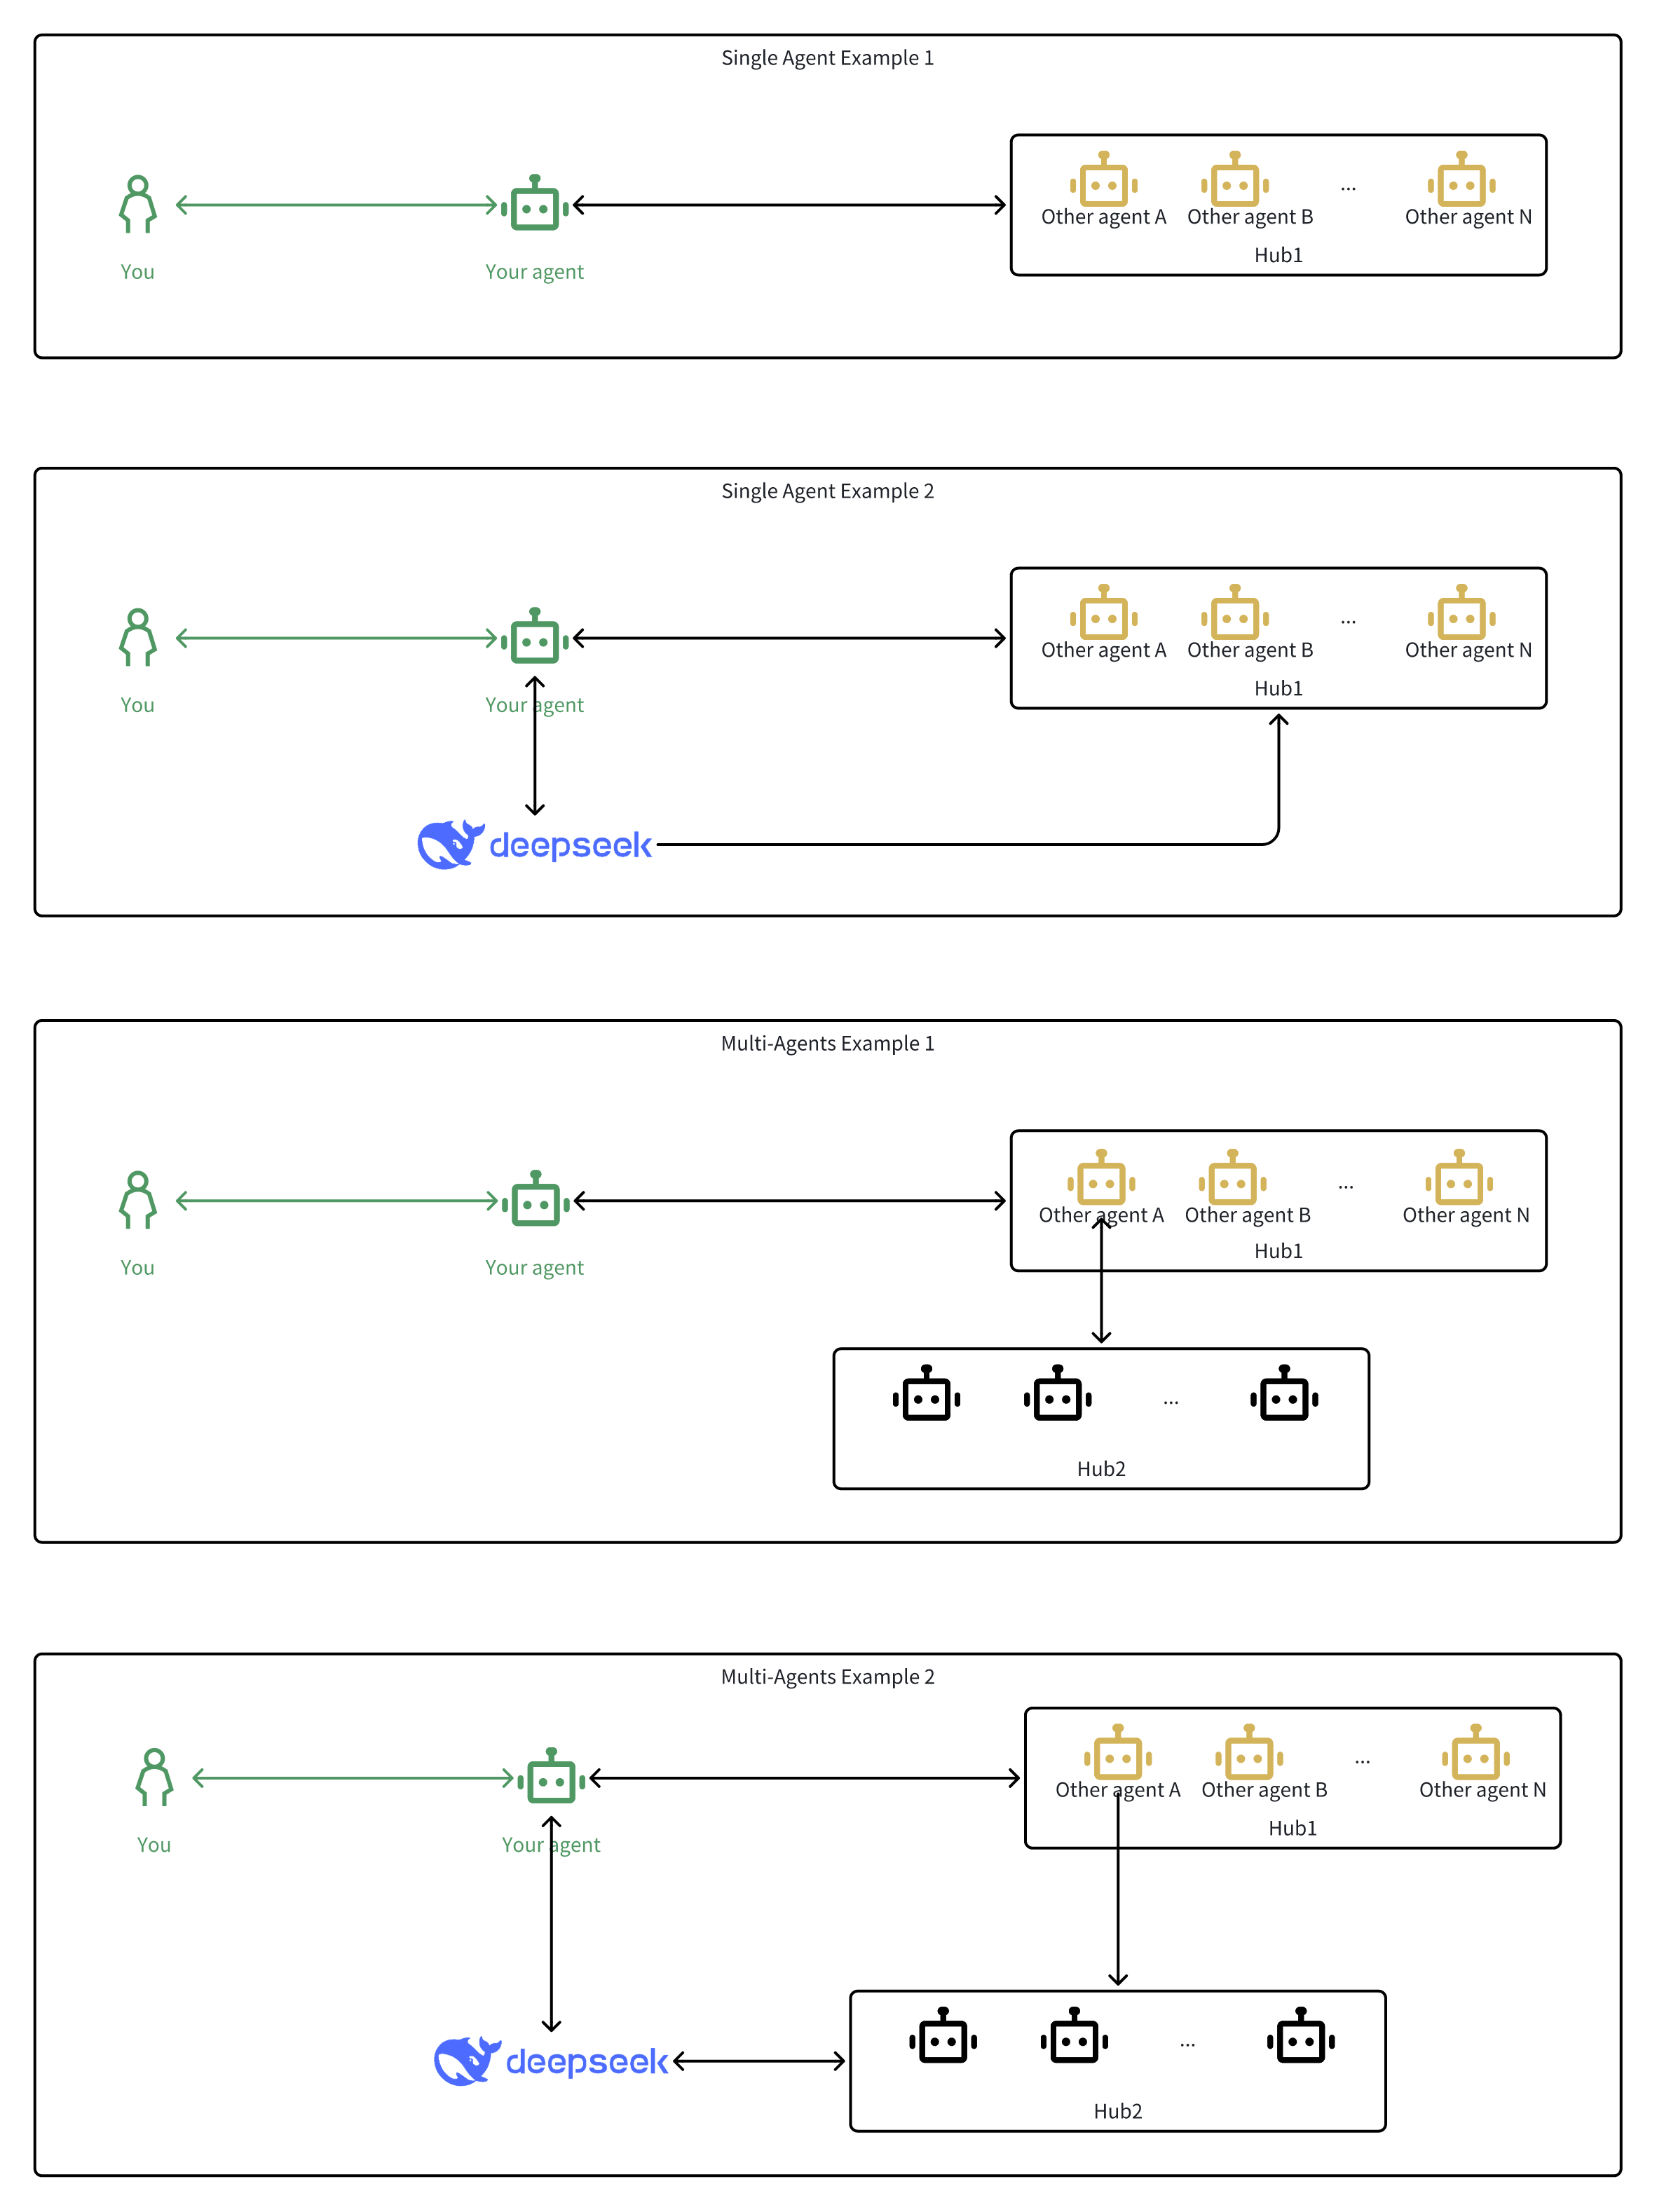 Single Agent Example 1
...
Other agent A Other agent B Other agent N
Hub1
You Your agent
Single Agent Example 2
...
Other agent A Other agent B Other agent N
Hub1
You Your agent
deepseek
Multi-Agents Example 1
...
Other agent A Other agent B Other agent N
Hub1
You Your agent
...
Hub2
Multi-Agents Example 2
...
Other agent A Other agent B Other agent N
Hub1
You Your agent
...
deepseek
Hub2